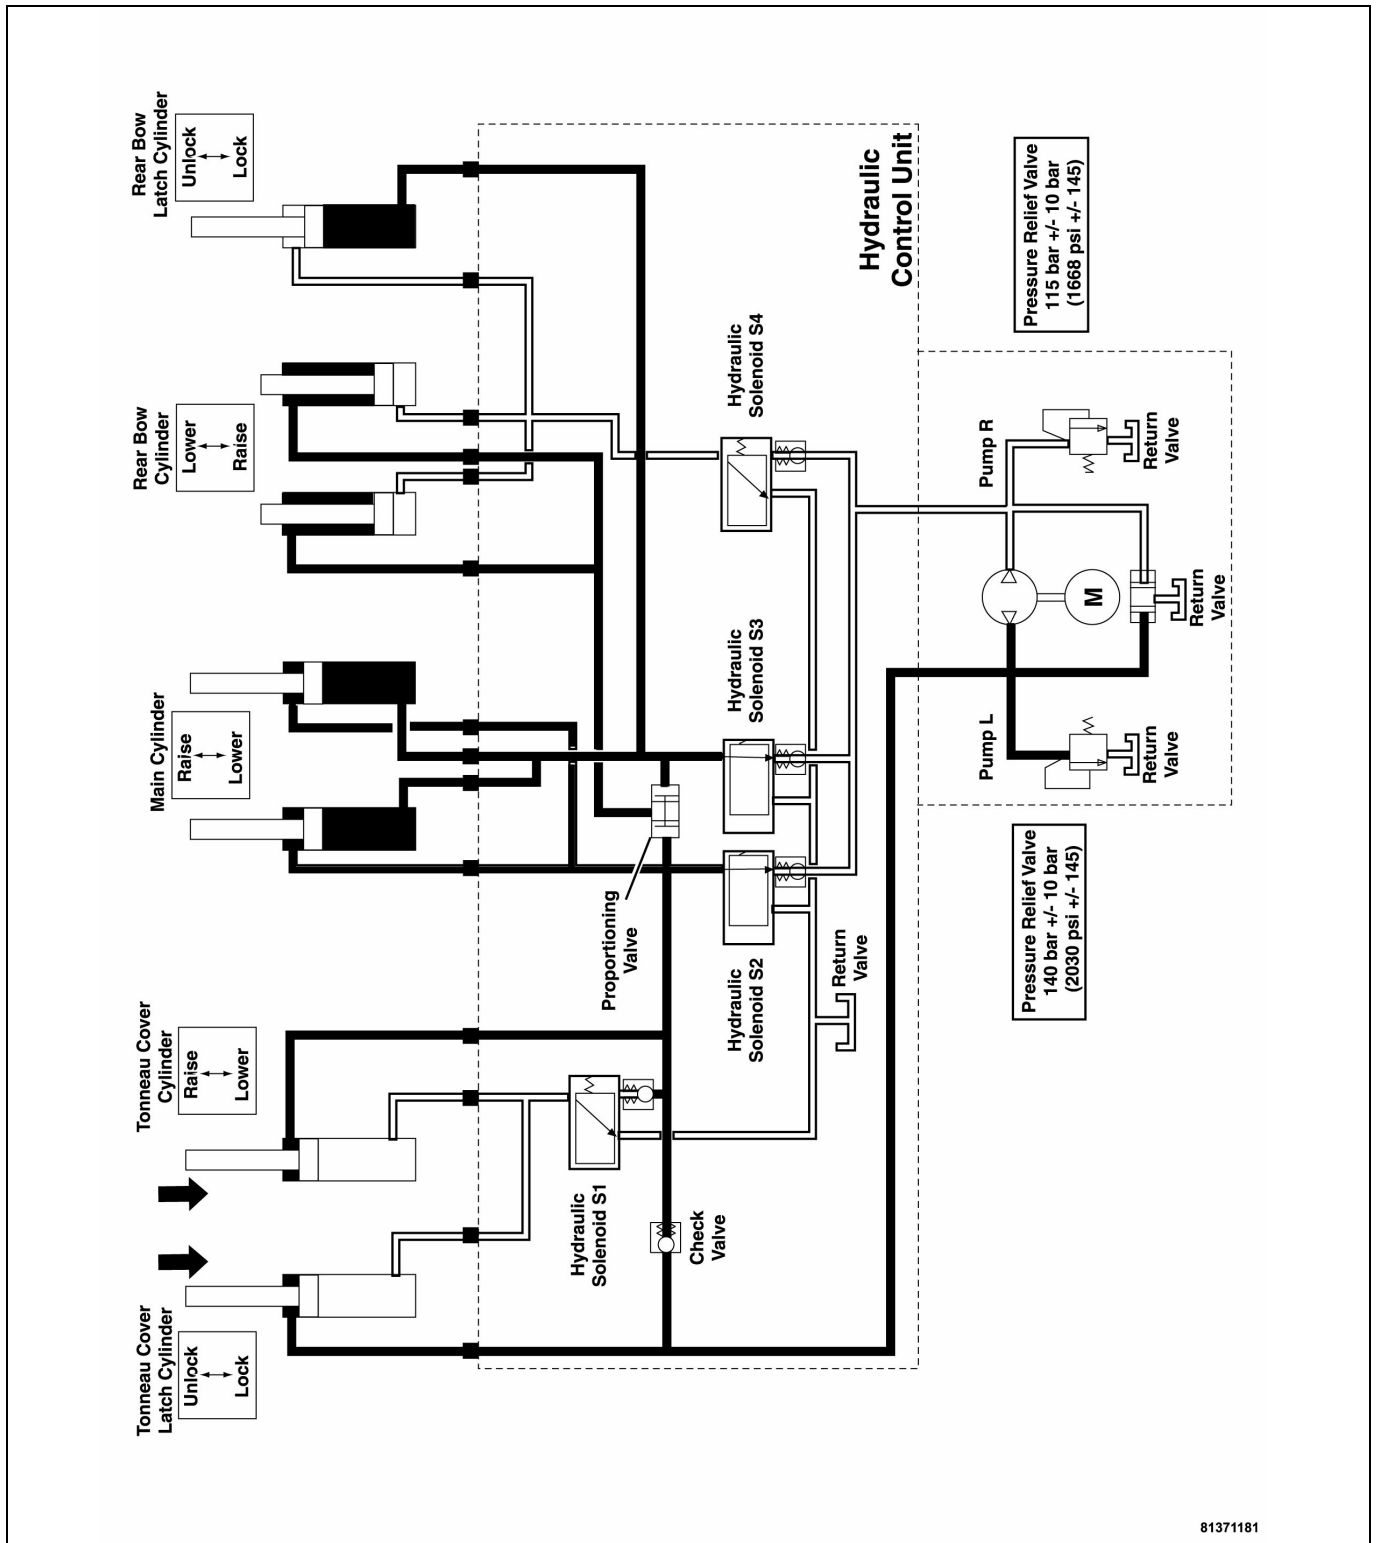 Tonneau Cover
Latch Cylinder
Unlock
Lock
Tonneau Cover
Cylinder
Raise
Lower
Main Cylinder
Raise
Lower
Rear Bow
Cylinder
Lower
Raise
Rear Bow
Latch Cylinder
Unlock
Lock
Hydraulic
Solenoid S1
Check
Valve
Proportioning
Valve
Hydraulic
Solenoid S2
Return
Valve
Hydraulic
Solenoid S3
Hydraulic
Solenoid S4
Hydraulic
Control Unit
Pump L
Return
Valve
M
Return
Valve
Pump R
Return
Valve
Pressure Relief Valve
140 bar +/- 10 bar
(2030 psi +/- 145)
Pressure Relief Valve
115 bar +/- 10 bar
(1668 psi +/- 145)
81371181